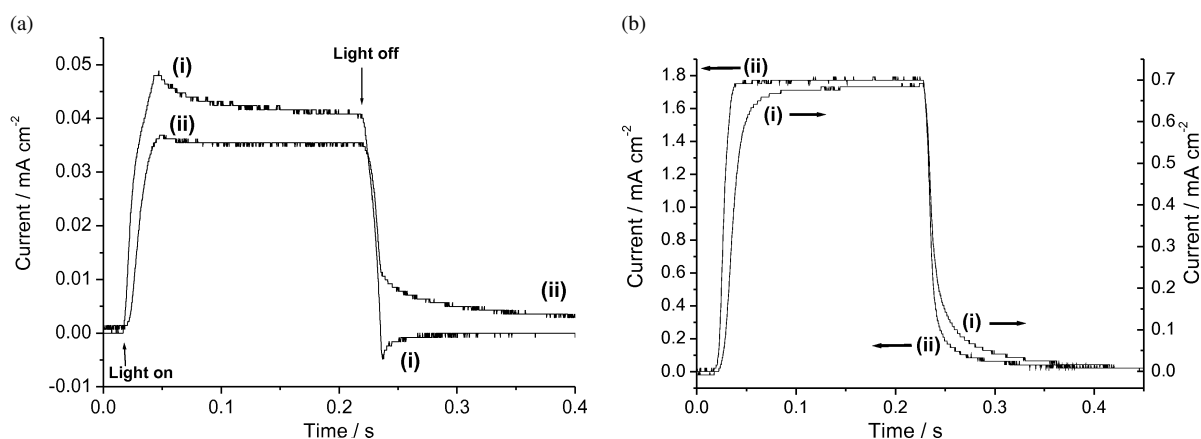 (a)
Current / mA cm⁻²
0.05
0.04
0.03
0.02
0.01
0.00
-0.01
0.0
0.1
0.2
0.3
0.4
Time / s
(i)
(ii)
Light off
(ii)
(i)
Light on
(b)
Current / mA cm⁻²
1.8
1.6
1.4
1.2
1.0
0.8
0.6
0.4
0.2
0.0
0.0
0.1
0.2
0.3
0.4
Time / s
(ii)
(i)
(i)
(ii)
0.7
0.6
0.5
0.4
0.3
0.2
0.1
0.0
Current / mA cm⁻²